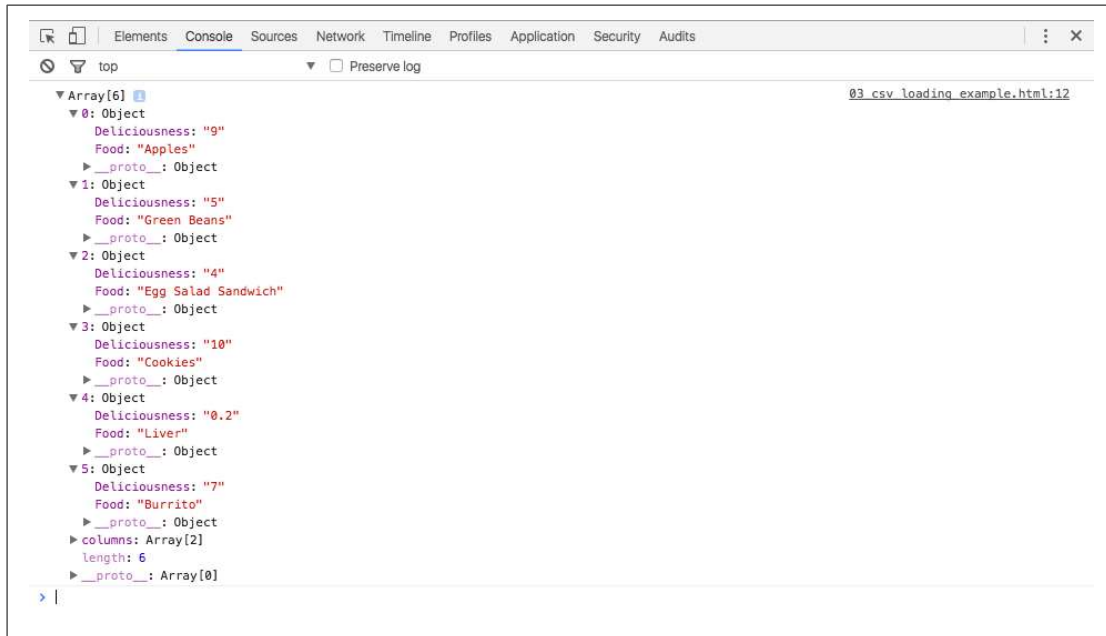 Elements Console Sources Network Timeline Profiles Application Security Audits
top Preserve log
Array[6] i 03_csv_loading_example.html:12
0: Object
Deliciousness: "9"
Food: "Apples"
__proto__: Object
1: Object
Deliciousness: "5"
Food: "Green Beans"
__proto__: Object
2: Object
Deliciousness: "4"
Food: "Egg Salad Sandwich"
__proto__: Object
3: Object
Deliciousness: "10"
Food: "Cookies"
__proto__: Object
4: Object
Deliciousness: "0.2"
Food: "Liver"
__proto__: Object
5: Object
Deliciousness: "7"
Food: "Burrito"
__proto__: Object
columns: Array[2]
length: 6
__proto__: Array[0]
>